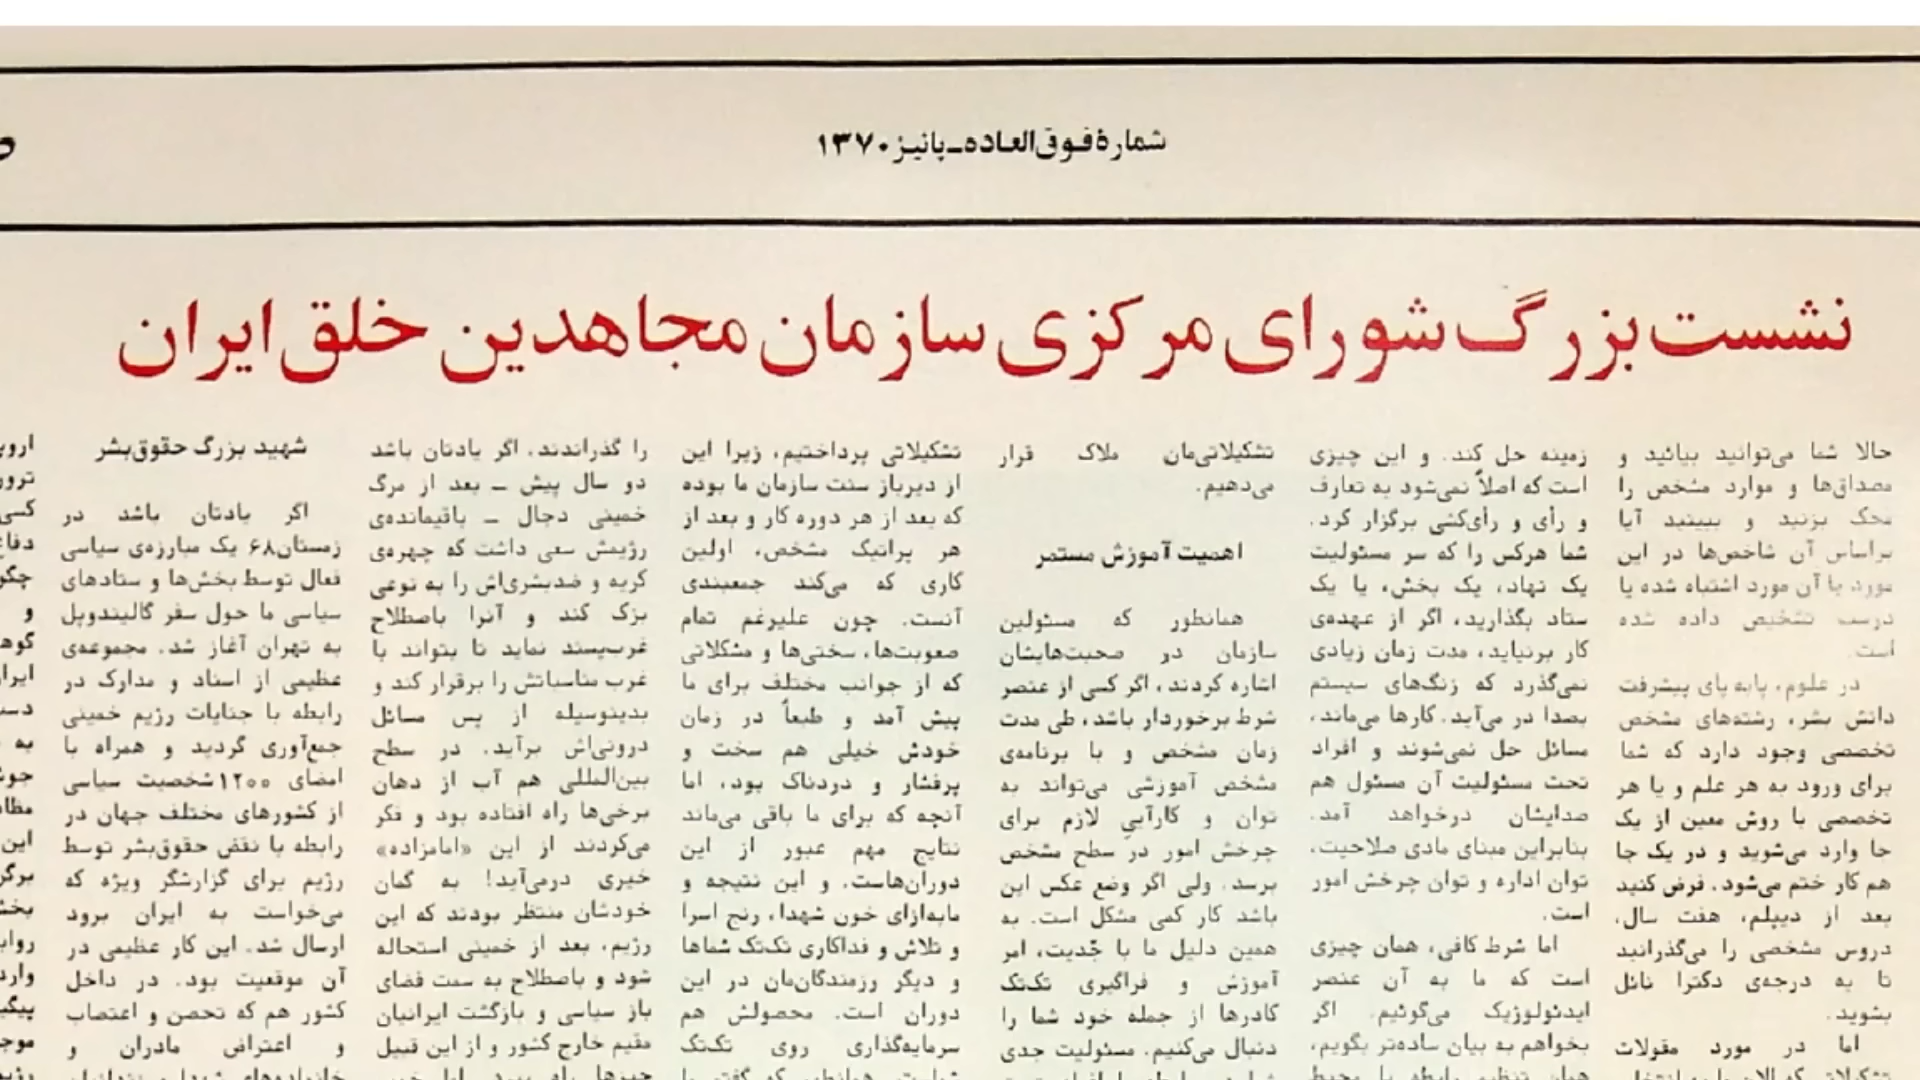 شمارهٔ فوق‌العاده ـ پائیز ۱۳۷۰
نشست بزرگ شورای مرکزی سازمان مجاهدین خلق ایران
حالا شما می‌توانید بیائید و
مصداق‌ها و موارد مشخص را
محک بزنید و ببینید آیا
براساس آن شاخص‌ها در این
مورد یا آن مورد اشتباه شده یا
درست تشخیص داده شده
است.
در علوم، پابه‌پای پیشرفت
دانش بشر، رشته‌های مشخص
تخصصی وجود دارد که شما
برای ورود به هر علم و یا هر
تخصصی با روش معین از یک
جا وارد می‌شوید و در یک جا
هم کار ختم می‌شود. فرض کنید
بعد از دیپلم، هفت سال،
دروس مشخصی را می‌گذرانید
تا به درجه‌ی دکترا نائل
بشوید.
اما در مورد مقولات
زمینه حل کند. و این چیزی
است که اصلاً نمی‌شود به تعارف
و رأی و رأی‌کشی برگزار کرد.
شما هرکس را که سر مسئولیت
یک نهاد، یک بخش، یا یک
ستاد بگذارید، اگر از عهده‌ی
کار برنیاید، مدت زمان زیادی
نمی‌گذرد که زنگ‌های سیستم
بصدا در می‌آید. کارها می‌ماند،
مسائل حل نمی‌شوند و افراد
تحت مسئولیت آن مسئول هم
صدایشان درخواهد آمد.
بنابراین مبنای مادی صلاحیت،
توان اداره و توان چرخش امور
است.
اما شرط کافی، همان چیزی
است که ما به آن عنصر
ایدئولوژیک می‌گوئیم. اگر
بخواهم به بیان ساده‌تر بگویم،
همان تنظیم رابطه با محیط
تشکیلاتی‌مان ملاک قرار
می‌دهیم.
اهمیت آموزش مستمر
همانطور که مسئولین
سازمان در صحبت‌هایشان
اشاره کردند، اگر کسی از عنصر
شرط برخوردار باشد، طی مدت
زمان مشخص و با برنامه‌ی
مشخص آموزشی می‌تواند به
توان و کارآیی لازم برای
چرخش امور در سطح مشخص
برسد. ولی اگر وضع عکس این
باشد کار کمی مشکل است. به
همین دلیل ما با جّدیت، امر
آموزش و فراگیری تک‌تک
کادرها از جمله خود شما را
دنبال می‌کنیم. مسئولیت جدی
تشکیلاتی پرداختیم، زیرا این
از دیرباز سنت سازمان ما بوده
که بعد از هر دوره کار و بعد از
هر پراتیک مشخص، اولین
کاری که می‌کند جمعبندی
آنست. چون علیرغم تمام
صعوبت‌ها، سختی‌ها و مشکلاتی
که از جوانب مختلف برای ما
پیش آمد و طبعاً در زمان
خودش خیلی هم سخت و
پرفشار و دردناک بود، اما
آنچه که برای ما باقی می‌ماند
نتایج مهم عبور از این
دوران‌هاست. و این نتیجه و
مابه‌ازای خون شهدا، رنج اسرا
و تلاش و فداکاری تک‌تک شماها
و دیگر رزمندگان‌مان در این
دوران است. محصولش هم
سرمایه‌گذاری روی تک‌تک
را گذراندند. اگر یادتان باشد
دو سال پیش ــ بعد از مرگ
خمینی دجال ــ باقیمانده‌ی
رژیمش سعی داشت که چهره‌ی
کریه و ضدبشری‌اش را به نوعی
بزک کند و آنرا باصطلاح
غرب‌پسند نماید تا بتواند با
غرب مناسباتش را برقرار کند و
بدینوسیله از پس مسائل
درونی‌اش برآید. در سطح
بین‌المللی هم آب از دهان
برخی‌ها راه افتاده بود و فکر
می‌کردند از این «امامزاده»
خیری درمی‌آید! به گمان
خودشان منتظر بودند که این
رژیم، بعد از خمینی استحاله
شود و باصطلاح به سمت فضای
باز سیاسی و بازگشت ایرانیان
مقیم خارج کشور و از این قبیل
شهید بزرگ حقوق‌بشر
اگر یادتان باشد در
زمستان۶۸ یک مبارزه‌ی سیاسی
فعال توسط بخش‌ها و ستادهای
سیاسی ما حول سفر گالیندوپل
به تهران آغاز شد. مجموعه‌ی
عظیمی از اسناد و مدارک در
رابطه با جنایات رژیم خمینی
جمع‌آوری گردید و همراه با
امضای ۱۲۰۰شخصیت سیاسی
از کشورهای مختلف جهان در
رابطه با نقض حقوق‌بشر توسط
رژیم برای گزارشگر ویژه که
می‌خواست به ایران برود
ارسال شد. این کار عظیمی در
آن موقعیت بود. در داخل
کشور هم که تحصن و اعتصاب
و اعتراض مادران و